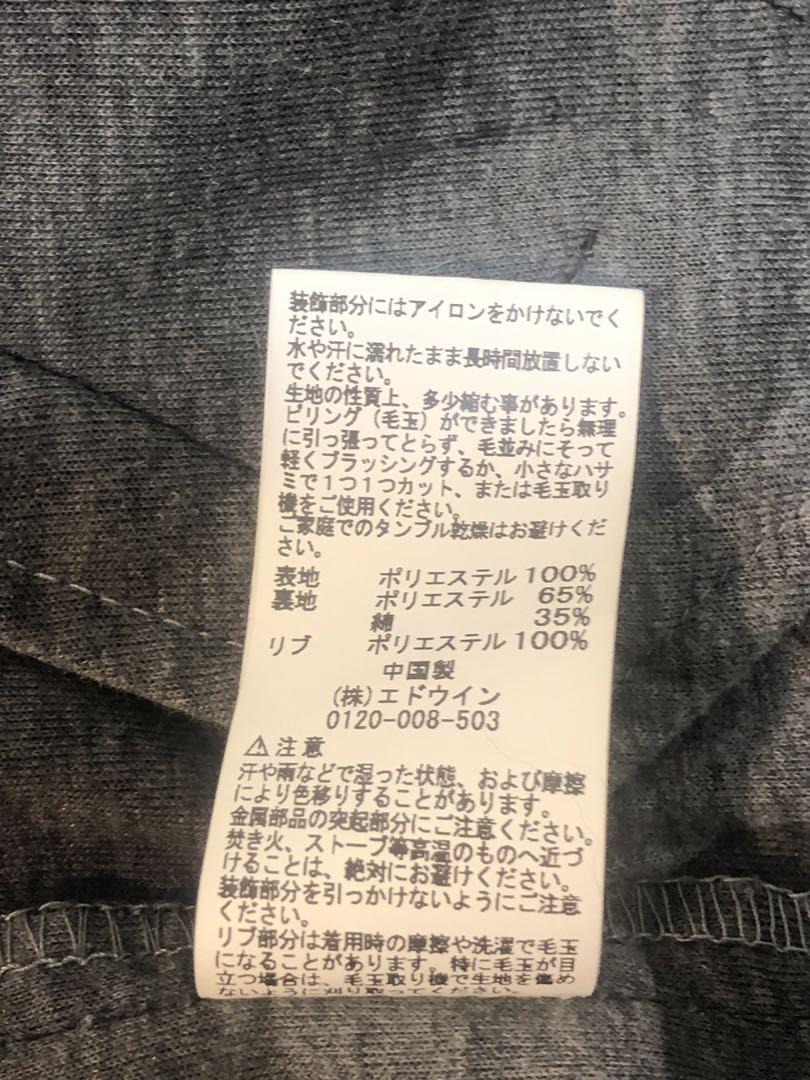 装飾部分にはアイロンをかけないでく
ださい。
水や汗に濡れたまま長時間放置しない
でください。
生地の性質上、多少縮む事があります。
ピリング（毛玉）ができましたら無理
に引っ張ってとらず、毛並みにそって
軽くブラッシングするか、小さなハサ
ミで１つ１つカット、または毛玉取り
機をご使用ください。
ご家庭でのタンブル乾燥はお避けくだ
さい。
表地 ポリエステル 100%
裏地 ポリエステル 65%
綿 35%
リブ ポリエステル 100%
中国製
(株)エドウイン
0120-008-503
⚠注意
汗や雨などで湿った状態、および摩擦
により色移りすることがあります。
金属部品の突起部分にご注意ください。
焚き火、ストーブ等高温のものへ近づ
けることは、絶対にお避けください。
装飾部分を引っかけないようにご注意
ください。
リブ部分は着用時の摩擦や洗濯で毛玉
になることがあります。特に毛玉が目
立つ場合は、毛玉取り機で生地を傷め
ないように刈り取ってください。